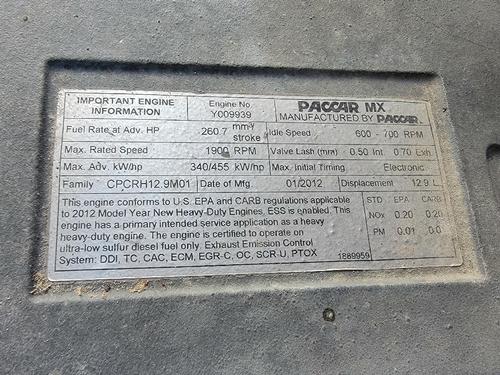 IMPORTANT ENGINE INFORMATION
Engine No Y009939
PACCAR MX
MANUFACTURED BY PACCAR
Fuel Rate at Adv. HP 260.7 mm³/stroke
Idle Speed 600 - 700 RPM
Max. Rated Speed 1900 RPM
Valve Lash (mm) 0.50 Int 0.70 Exh
Max. Adv. kW/hp 340/455 kW/hp
Max. Initial Timing Electronic
Family CPCRH12.9M01
Date of Mfg 01/2012
Displacement 12.9 L
This engine conforms to U.S. EPA and CARB regulations applicable
to 2012 Model Year New Heavy-Duty Engines, ESS is enabled. This
engine has a primary intended service application as a heavy
heavy-duty engine. The engine is certified to operate on
ultra-low sulfur diesel fuel only. Exhaust Emission Control
System: DDI, TC, CAC, ECM, EGR-C, OC, SCR-U, PTOX
1889959
STD EPA CARB
NOx 0.20 0.20
PM 0.01 0.0